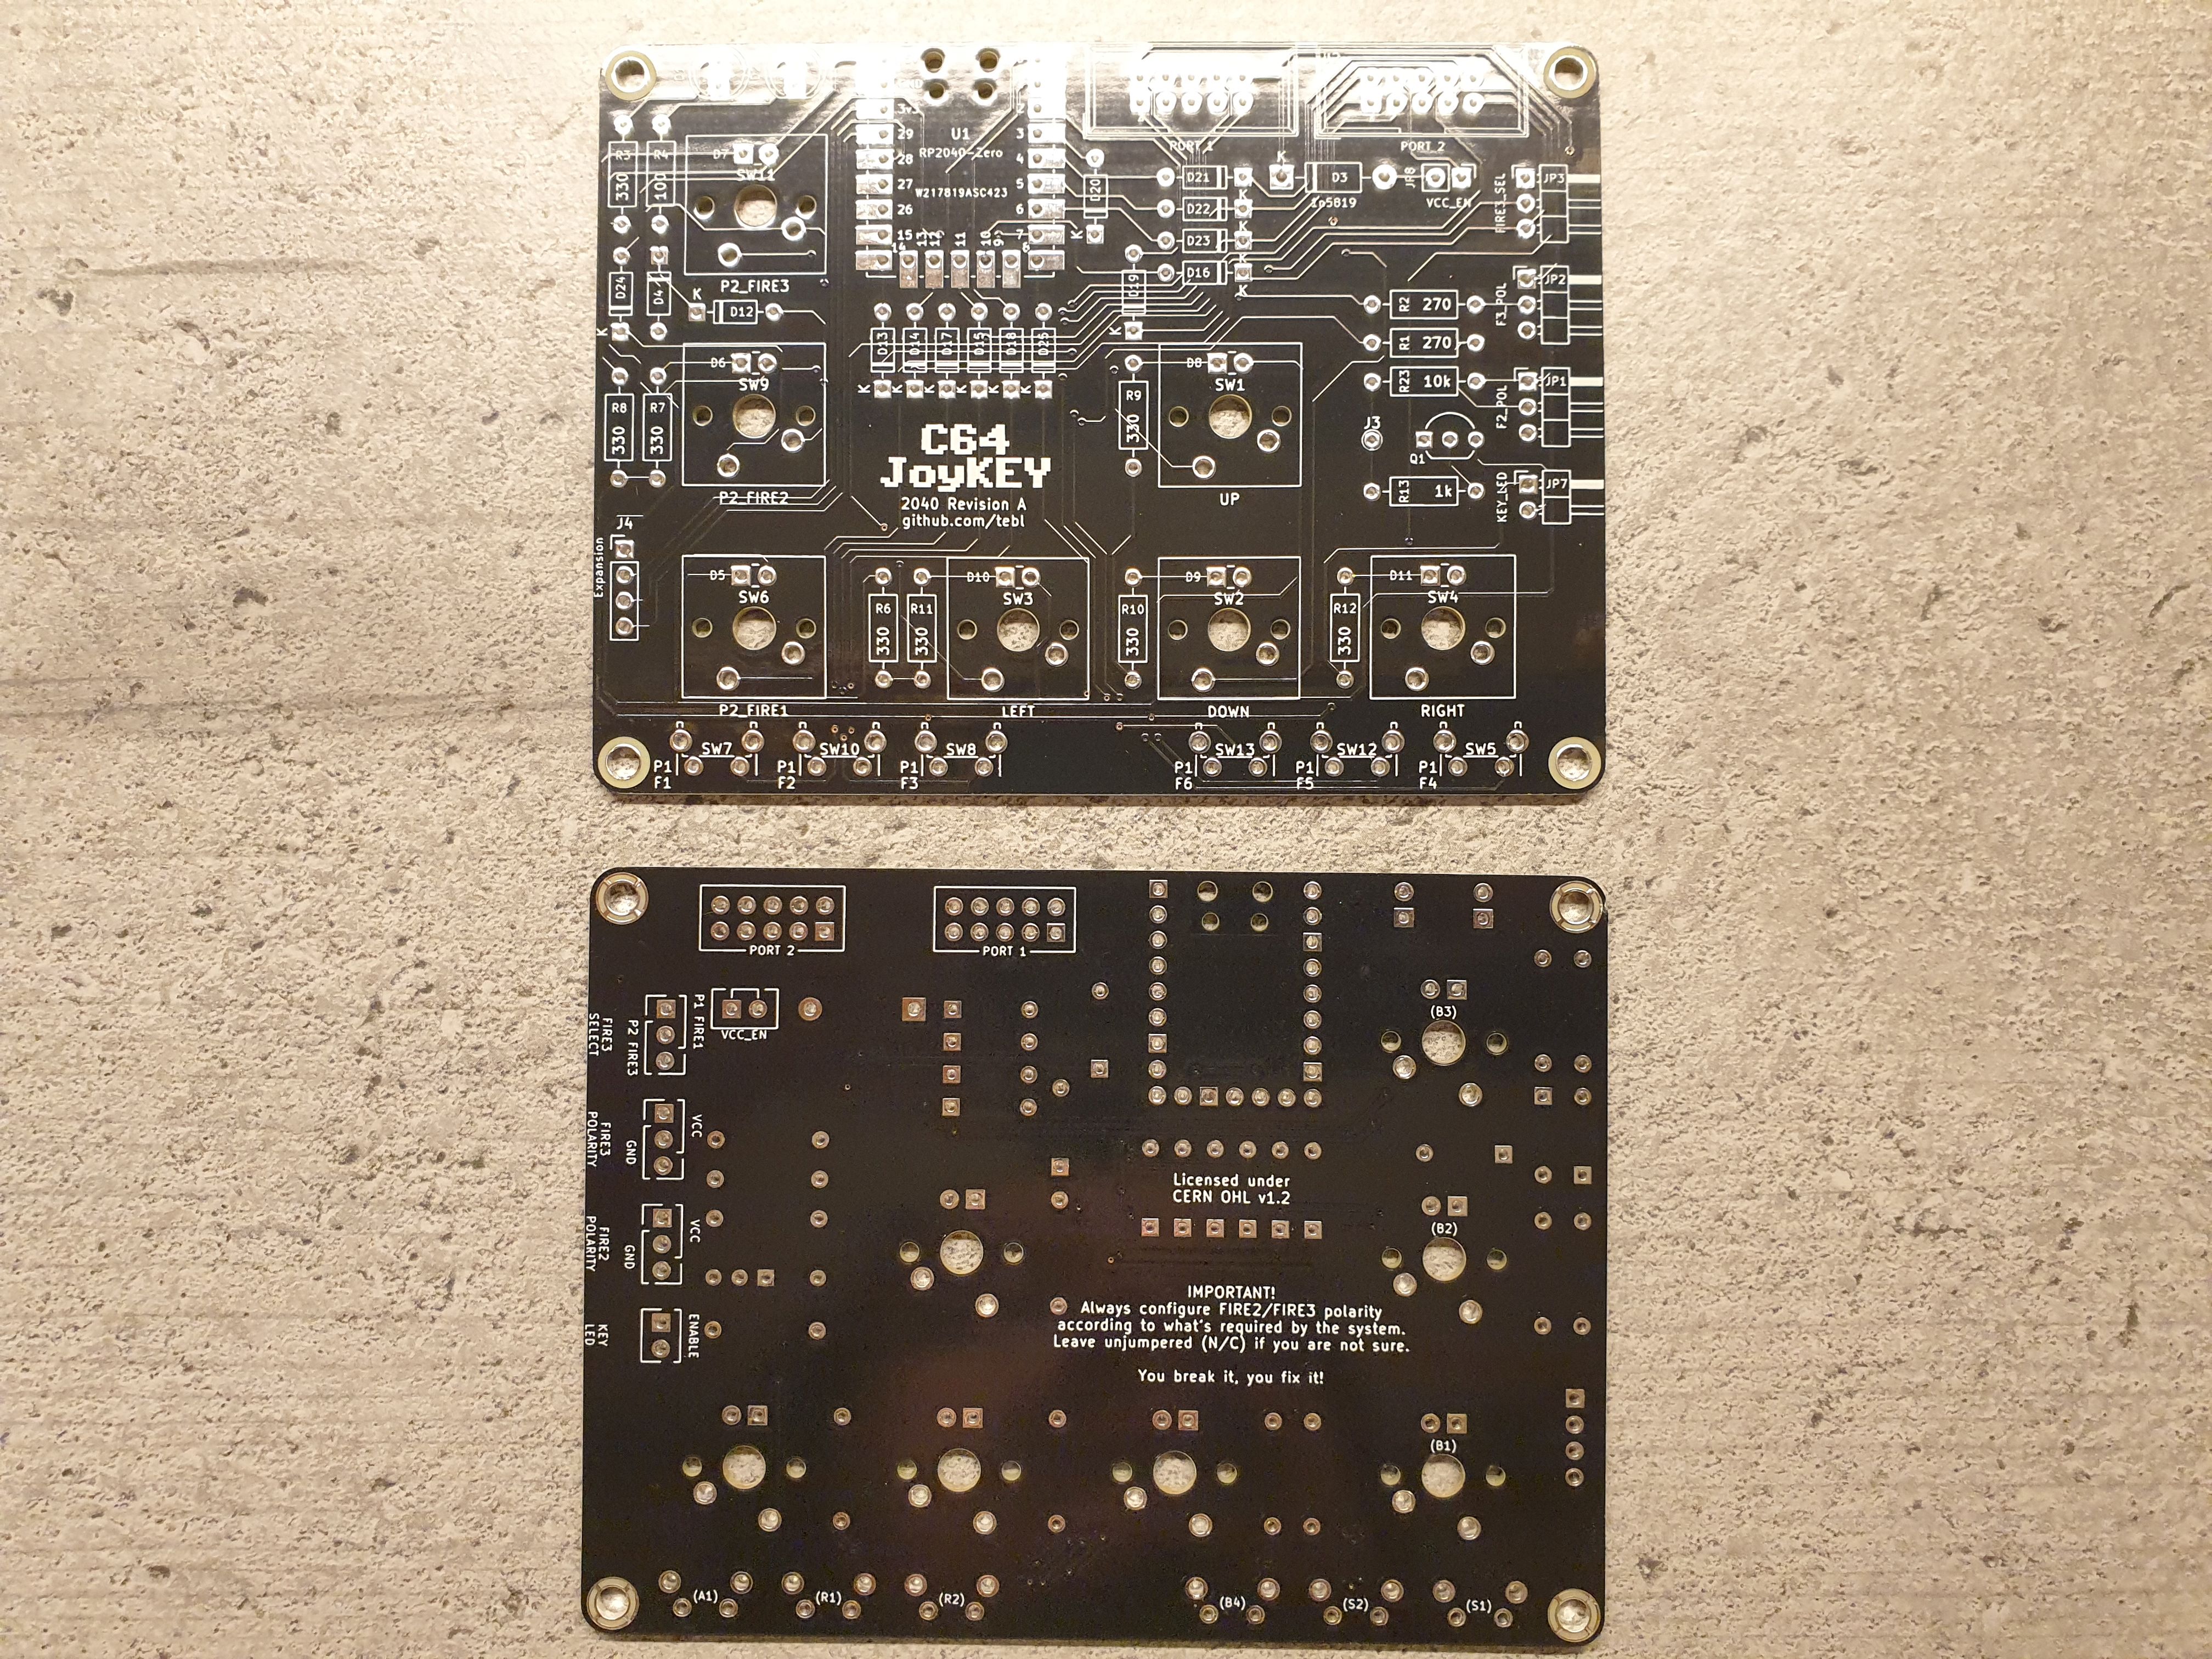 U1
RP2040-Zero
W217819ASC423
3v3
29
28
27
26
15
14
13
12
11
10
9
8
7
6
5
4
3
2
PORT 1
PORT 2
R3
330
R4
100
D7
SW11
P2_FIRE3
D20
K
D21
K
D22
D23
D16
K
K
D3
1n5819
JP8
VCC_EN
FIRE3_SEL
JP3
D24
K
D4
K
D12
D19
K
R2 270
R1 270
R23 10k
F3_POL
JP2
F2_POL
JP1
D13
D14
D17
D15
D18
D25
K
K
K
K
K
K
D6
SW9
P2_FIRE2
R8
330
R7
330
R9
330
D8
SW1
UP
J3
Q1
R13 1k
KEY_LED
JP7
C64
JoyKEY
2040 Revision A
github.com/tebl
J4
Expansion
D5
SW6
P2_FIRE1
R6
330
R11
330
D10
SW3
LEFT
R10
330
D9
SW2
DOWN
R12
330
D11
SW4
RIGHT
SW7
P1
F1
SW10
P1
F2
SW8
P1
F3
SW13
P1
F6
SW12
P1
F5
SW5
P1
F4
PORT 2
PORT 1
FIRE3
SELECT
P2 FIRE3
P1 FIRE1
VCC_EN
(B3)
FIRE3
POLARITY
GND
VCC
Licensed under
CERN OHL v1.2
FIRE2
POLARITY
GND
VCC
(B2)
KEY
LED
ENABLE
IMPORTANT!
Always configure FIRE2/FIRE3 polarity
according to what's required by the system.
Leave unjumpered (N/C) if you are not sure.
You break it, you fix it!
(B1)
(A1)
(R1)
(R2)
(B4)
(S2)
(S1)